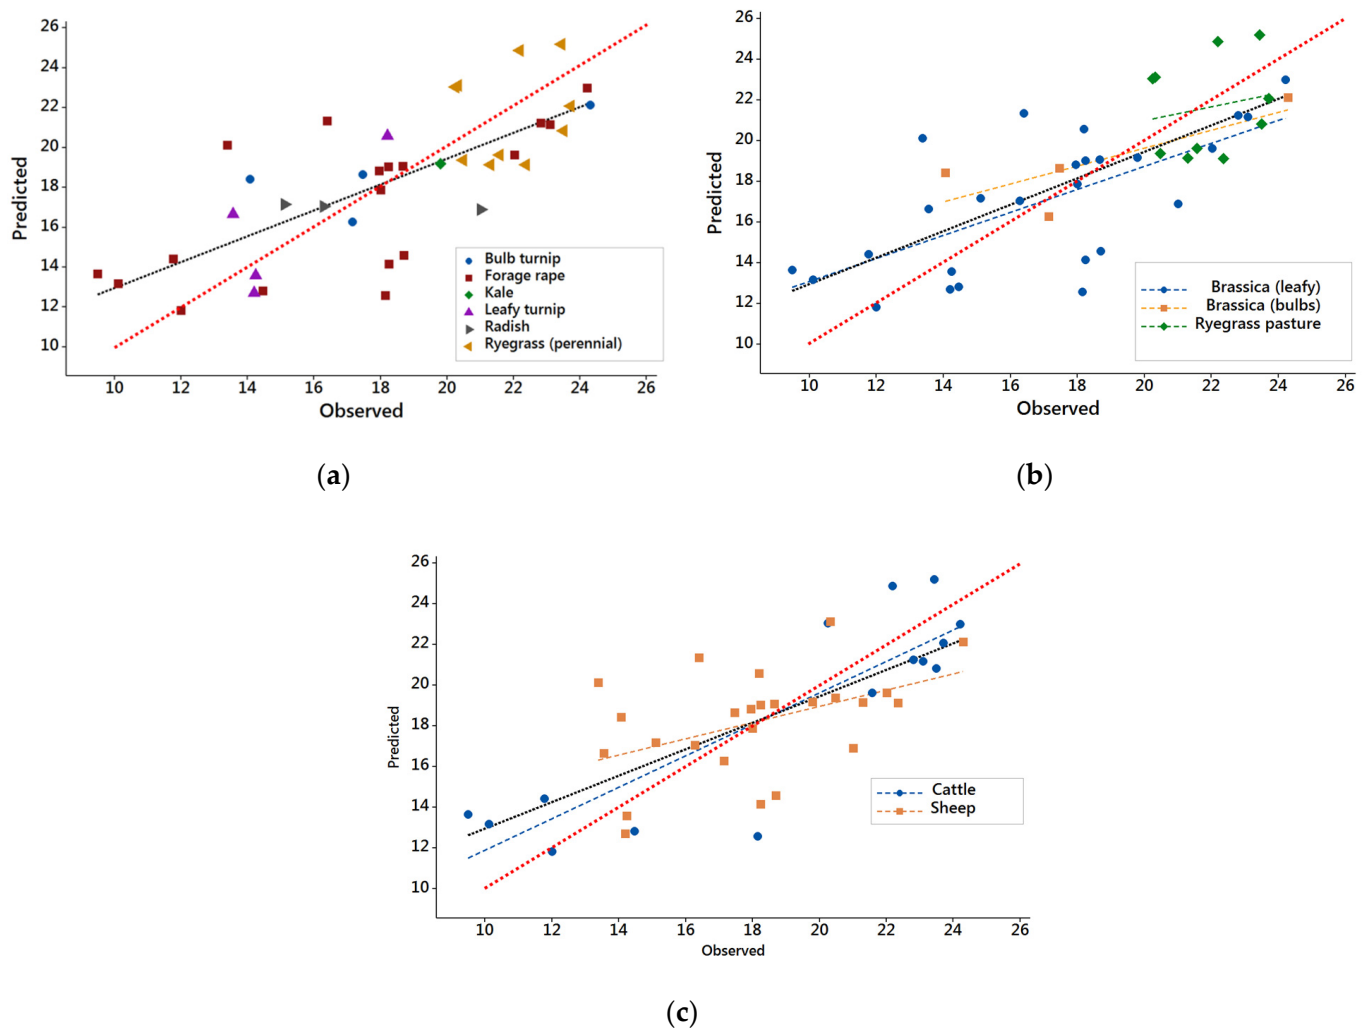 26
24
22
20
18
16
14
12
10
Predicted
10 12 14 16 18 20 22 24 26
Observed
Bulb turnip
Forage rape
Kale
Leafy turnip
Radish
Ryegrass (perennial)
(a)
26
24
22
20
18
16
14
12
10
Predicted
10 12 14 16 18 20 22 24 26
Observed
Brassica (leafy)
Brassica (bulbs)
Ryegrass pasture
(b)
26
24
22
20
18
16
14
12
10
Predicted
10 12 14 16 18 20 22 24 26
Observed
Cattle
Sheep
(c)